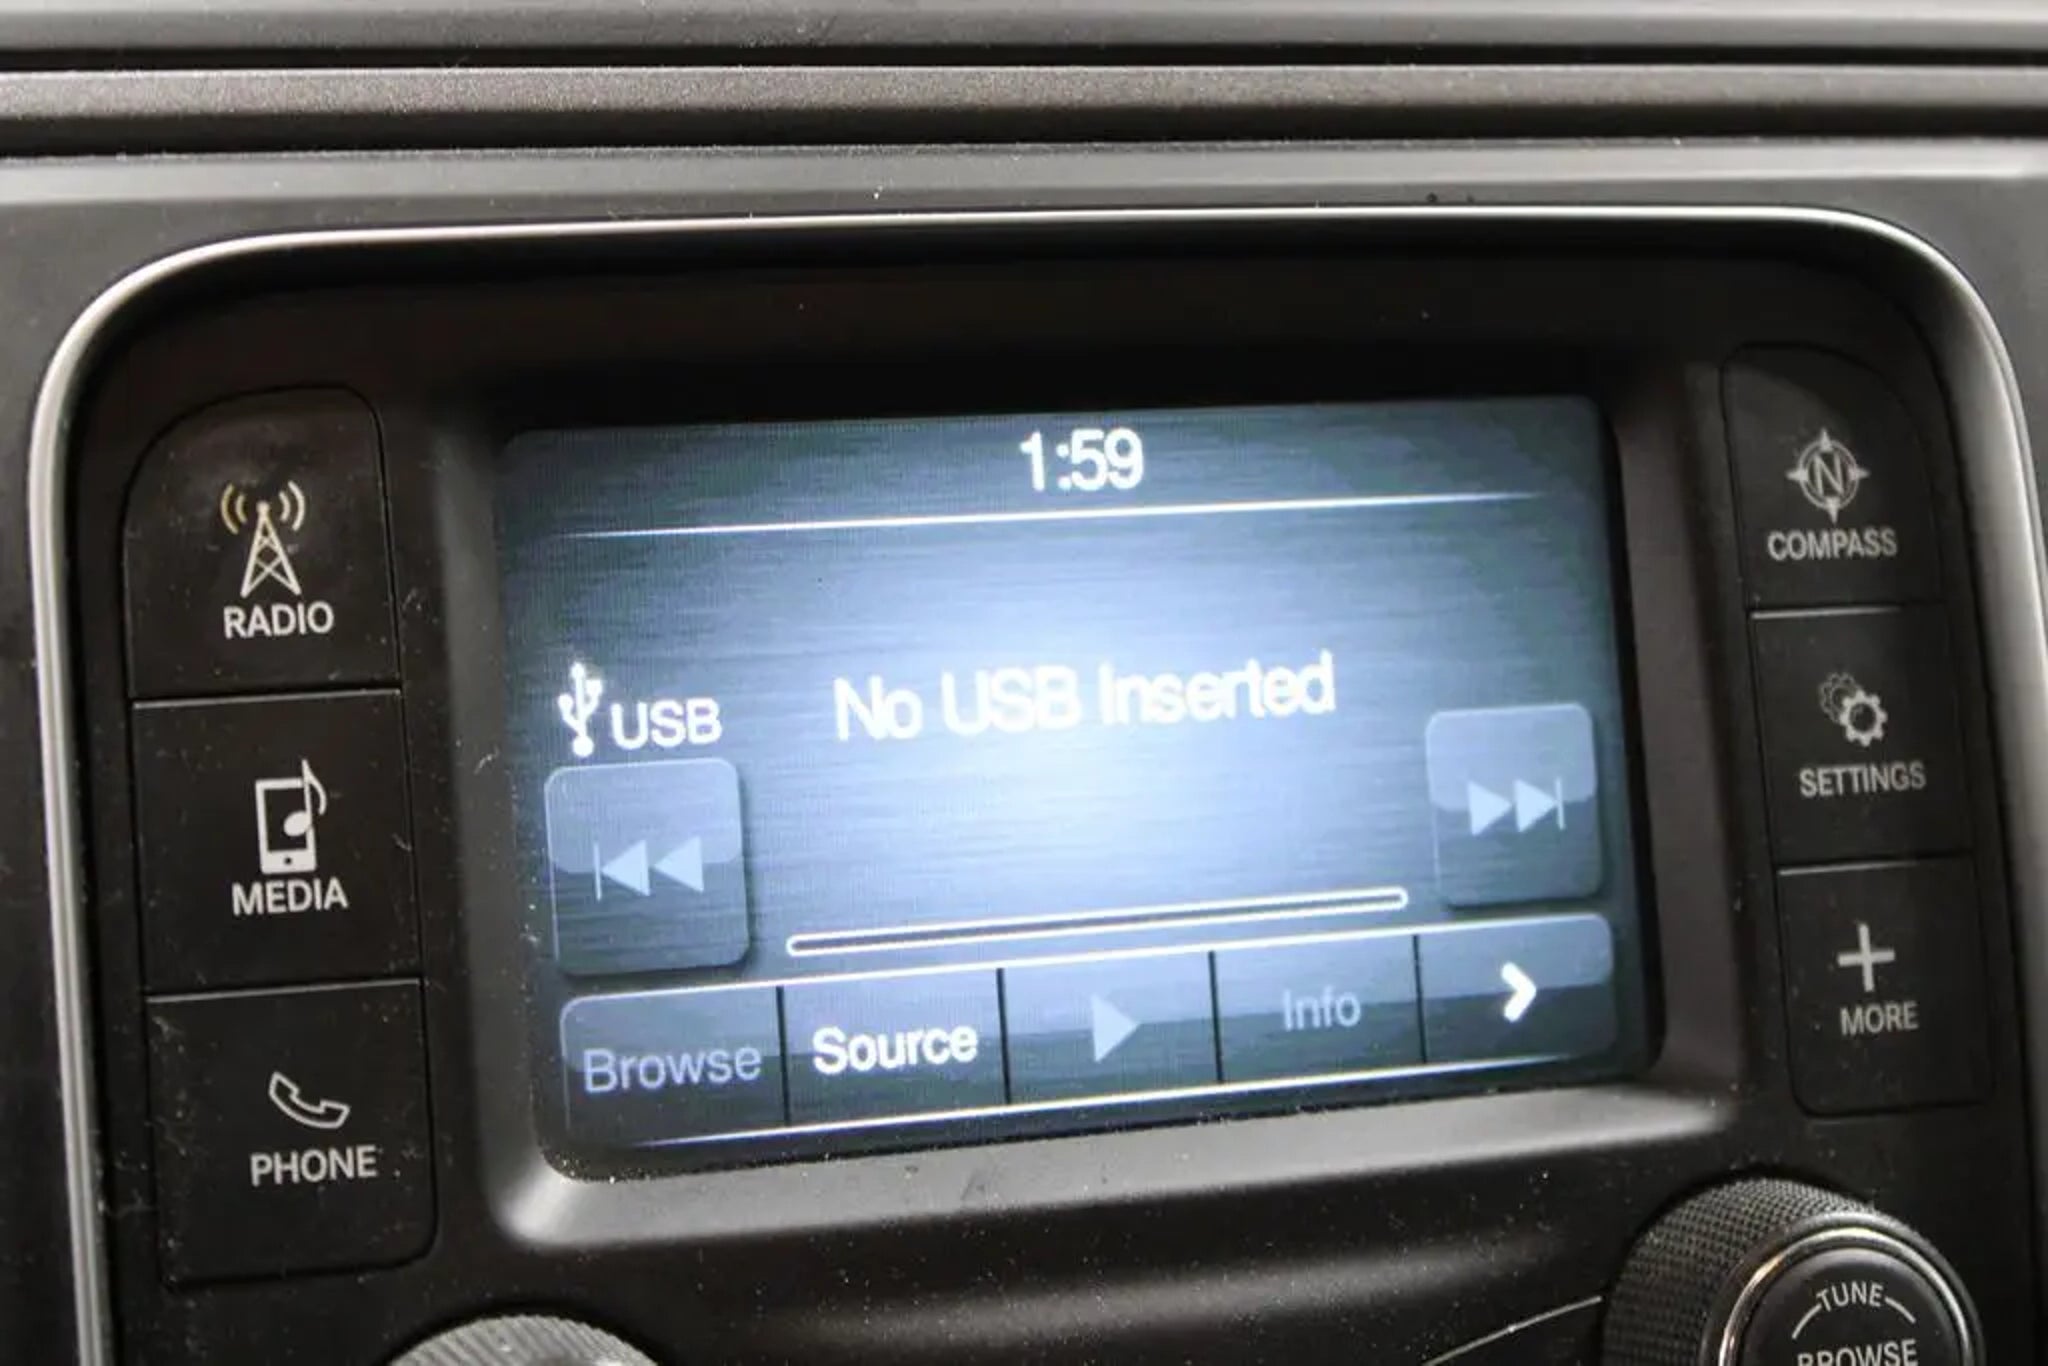 1:59
RADIO
COMPASS
USB
No USB Inserted
SETTINGS
MEDIA
Browse
Source
Info
MORE
PHONE
TUNE
BROWSE